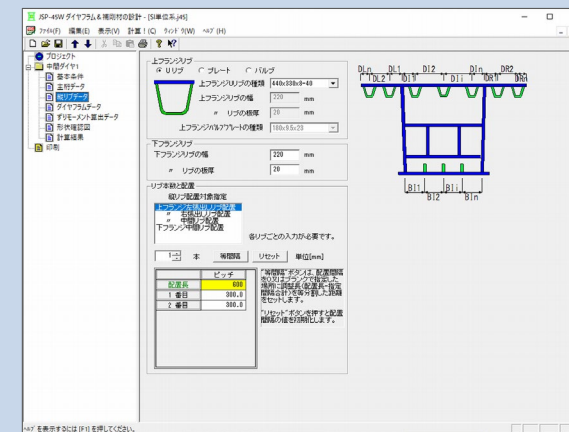 JSP-45W ダイヤフラム＆補剛材の設計 - [SI単位系.j45]
ファイル(F) 編集(E) 表示(V) 計算！(C) ウィンドウ(W) ヘルプ(H)
プロジェクト
中間ダイヤ1
基本条件
主桁データ
縦リブデータ
ダイヤフラムデータ
ずりモーメント算出データ
形状確認図
計算結果
印刷
上フランジリブ
Uリブ プレート バルブ
上フランジUリブの種類 440x330x8-40
上フランジリブの幅 220 mm
〃 リブの板厚 20 mm
上フランジバルブプレートの種類 180x9.5x20
下フランジリブ
下フランジリブの幅 220 mm
〃 リブの板厚 20 mm
リブ本数と配置
縦リブ配置対象指定
上フランジ左張出しリブ配置
〃 右張出しリブ配置
〃 中間リブ配置
下フランジ中間リブ配置
各リブごとの入力が必要です。
1 本 等間隔 リセット 単位[mm]
ピッチ
配置長 600
1 番目 300.0
2 番目 300.0
"等間隔"ボタンは、配置間隔
を0又はブランクで指定した
場所に調整長(配置長-指定
間隔合計)を等分割した距離
をセットします。
"リセット"ボタンを押すと配置
間隔の値を初期化します。
DLn DL1 DI2 DIn DR2
DL2 DI1 DIi DR1 DRn
BI1 BIi
BI2 BIn
ヘルプを表示するには [F1] を押してください。